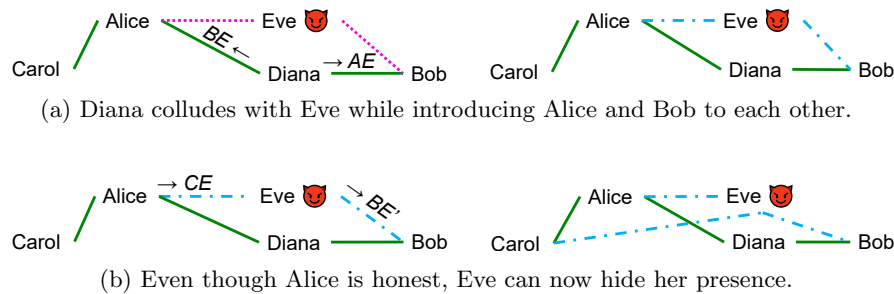 Alice Eve 😈 Alice Eve 😈
BE ← → AE
Carol Diana Bob Carol Diana Bob
(a) Diana colludes with Eve while introducing Alice and Bob to each other.
→ CE
Alice Eve 😈 → BE' Alice Eve 😈
Carol Diana Bob Carol Diana Bob
(b) Even though Alice is honest, Eve can now hide her presence.